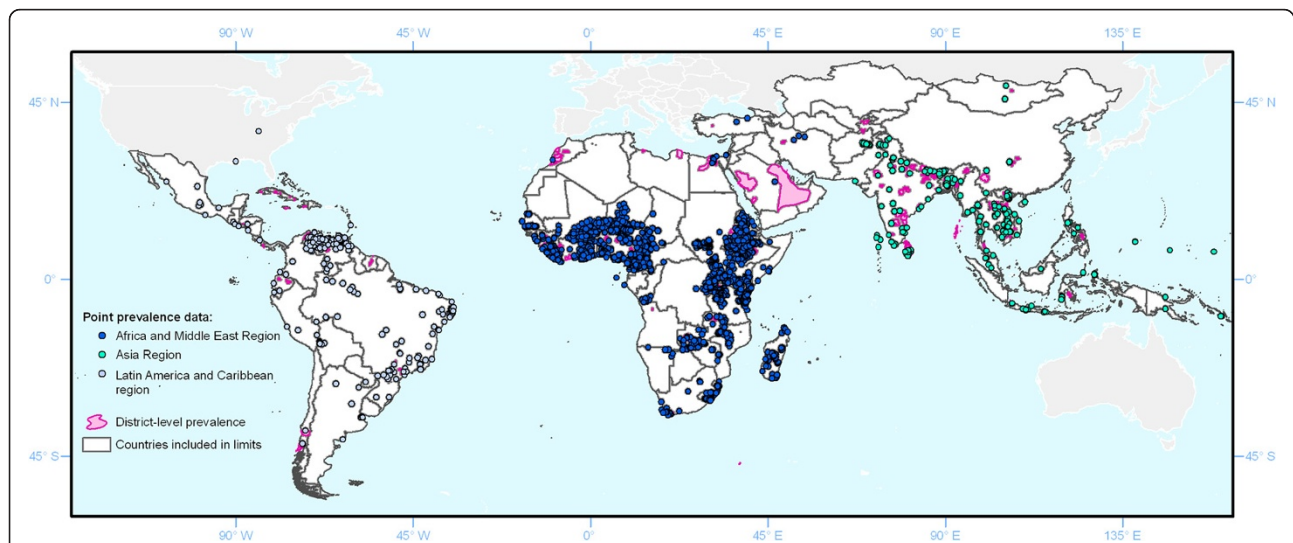 90° W 45° W 0° 45° E 90° E 135° E
45° N 45° N
0° 0°
Point prevalence data:
Africa and Middle East Region
Asia Region
Latin America and Caribbean
region
District-level prevalence
Countries included in limits
45° S 45° S
90° W 45° W 0° 45° E 90° E 135° E